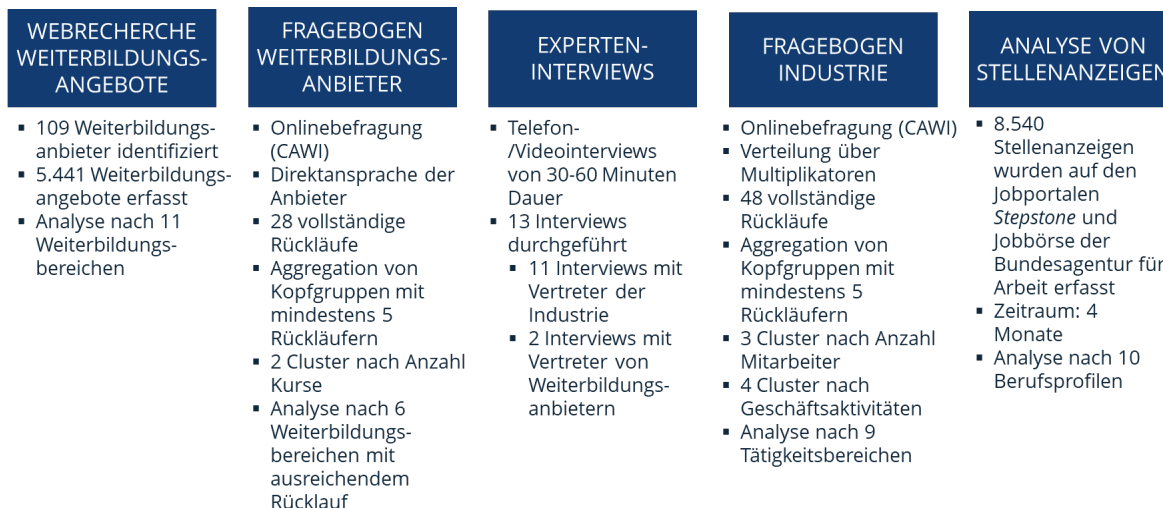 WEBRECHERCHE
WEITERBILDUNGS-
ANGEBOTE
▪ 109 Weiterbildungs-
anbieter identifiziert
▪ 5.441 Weiterbildungs-
angebote erfasst
▪ Analyse nach 11
Weiterbildungs-
bereichen
FRAGEBOGEN
WEITERBILDUNGS-
ANBIETER
▪ Onlinebefragung
(CAWI)
▪ Direktansprache der
Anbieter
▪ 28 vollständige
Rückläufe
▪ Aggregation von
Kopfgruppen mit
mindestens 5
Rückläufern
▪ 2 Cluster nach Anzahl
Kurse
▪ Analyse nach 6
Weiterbildungs-
bereichen mit
ausreichendem
Rücklauf
EXPERTEN-
INTERVIEWS
▪ Telefon-
/Videointerviews
von 30-60 Minuten
Dauer
▪ 13 Interviews
durchgeführt
▪ 11 Interviews mit
Vertreter der
Industrie
▪ 2 Interviews mit
Vertreter von
Weiterbildungs-
anbietern
FRAGEBOGEN
INDUSTRIE
▪ Onlinebefragung (CAWI)
▪ Verteilung über
Multiplikatoren
▪ 48 vollständige
Rückläufe
▪ Aggregation von
Kopfgruppen mit
mindestens 5
Rückläufern
▪ 3 Cluster nach Anzahl
Mitarbeiter
▪ 4 Cluster nach
Geschäftsaktivitäten
▪ Analyse nach 9
Tätigkeitsbereichen
ANALYSE VON
STELLENANZEIGEN
▪ 8.540
Stellenanzeigen
wurden auf den
Jobportalen
Stepstone und
Jobbörse der
Bundesagentur für
Arbeit erfasst
▪ Zeitraum: 4
Monate
▪ Analyse nach 10
Berufsprofilen